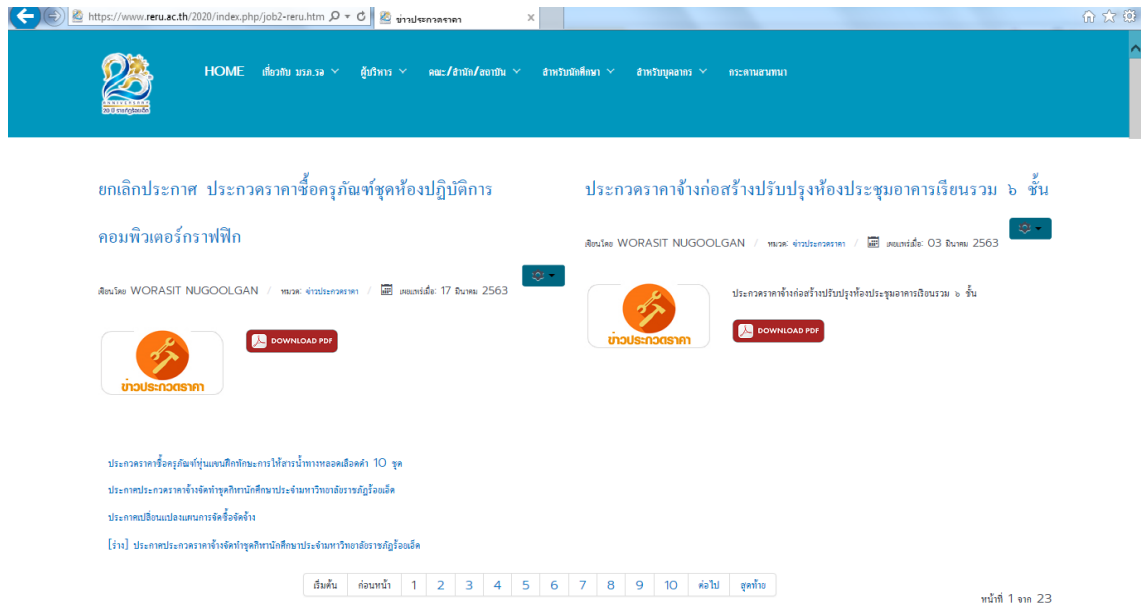 https://www.reru.ac.th/2020/index.php/job2-reru.htm
ข่าวประกวดราคา
ANNIVERSARY
20 ปี ราชภัฏร้อยเอ็ด
HOME เกี่ยวกับ มรภ.รอ ผู้บริหาร คณะ/สำนัก/สถาบัน สำหรับนักศึกษา สำหรับบุคลากร กระดานสนทนา
ยกเลิกประกาศ ประกวดราคาซื้อครุภัณฑ์ชุดห้องปฏิบัติการ
คอมพิวเตอร์กราฟฟิก
เขียนโดย WORASIT NUGOOLGAN / หมวด: ข่าวประกวดราคา / เผยแพร่เมื่อ: 17 มีนาคม 2563
DOWNLOAD PDF
ข่าวประกวดราคา
ประกวดราคาจ้างก่อสร้างปรับปรุงห้องประชุมอาคารเรียนรวม ๖ ชั้น
เขียนโดย WORASIT NUGOOLGAN / หมวด: ข่าวประกวดราคา / เผยแพร่เมื่อ: 03 มีนาคม 2563
ประกวดราคาจ้างก่อสร้างปรับปรุงห้องประชุมอาคารเรียนรวม ๖ ชั้น
DOWNLOAD PDF
ข่าวประกวดราคา
ประกวดราคาซื้อครุภัณฑ์หุ่นแขนฝึกทักษะการให้สารน้ำทางหลอดเลือดดำ 10 ชุด
ประกาศประกวดราคาจ้างจัดทำชุดกีฬานักศึกษาประจำมหาวิทยาลัยราชภัฏร้อยเอ็ด
ประกาศเปลี่ยนแปลงแผนการจัดซื้อจัดจ้าง
[ร่าง] ประกาศประกวดราคาจ้างจัดทำชุดกีฬานักศึกษาประจำมหาวิทยาลัยราชภัฏร้อยเอ็ด
เริ่มต้น ก่อนหน้า 1 2 3 4 5 6 7 8 9 10 ต่อไป สุดท้าย
หน้าที่ 1 จาก 23